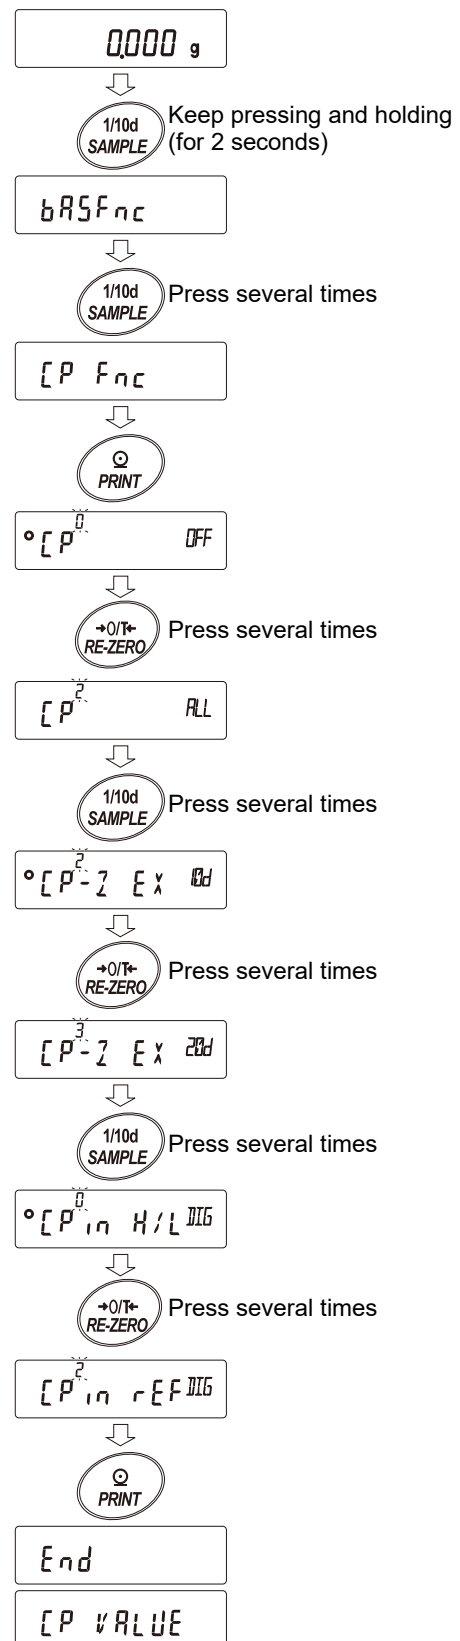 0.000 g
1/10d
SAMPLE
Keep pressing and holding
(for 2 seconds)
bASFnc
1/10d
SAMPLE
Press several times
CP Fnc
PRINT
0
CP OFF
→0/T←
RE-ZERO
Press several times
2
CP ALL
1/10d
SAMPLE
Press several times
2
CP-Z EX 10d
→0/T←
RE-ZERO
Press several times
3
CP-Z EX 20d
1/10d
SAMPLE
Press several times
0
CP in H/L DIG
→0/T←
RE-ZERO
Press several times
2
CP in rEF DIG
PRINT
End
CP VALUE